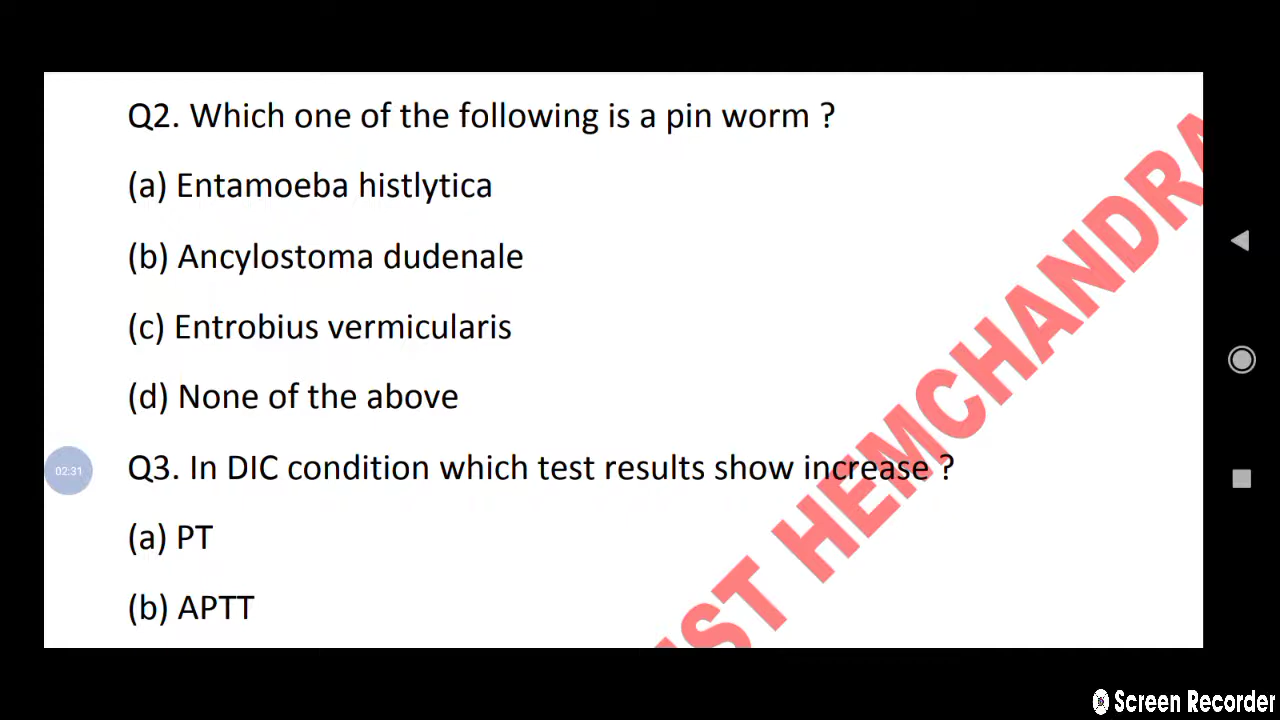 Q2. Which one of the following is a pin worm ?
(a) Entamoeba histlytica
(b) Ancylostoma dudenale
(c) Entrobius vermicularis
(d) None of the above
02:31
Q3. In DIC condition which test results show increase ?
(a) PT
(b) APTT
HEMCHANDRA
Screen Recorder